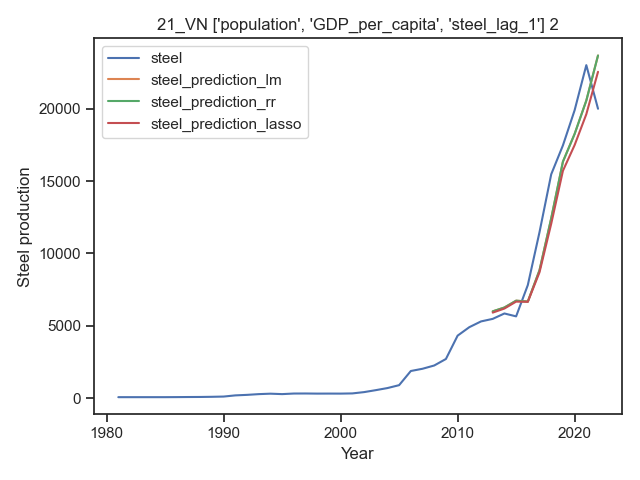 21_VN ['population', 'GDP_per_capita', 'steel_lag_1'] 2
steel
steel_prediction_lm
steel_prediction_rr
steel_prediction_lasso
Steel production
20000
15000
10000
5000
0
1980 1990 2000 2010 2020
Year